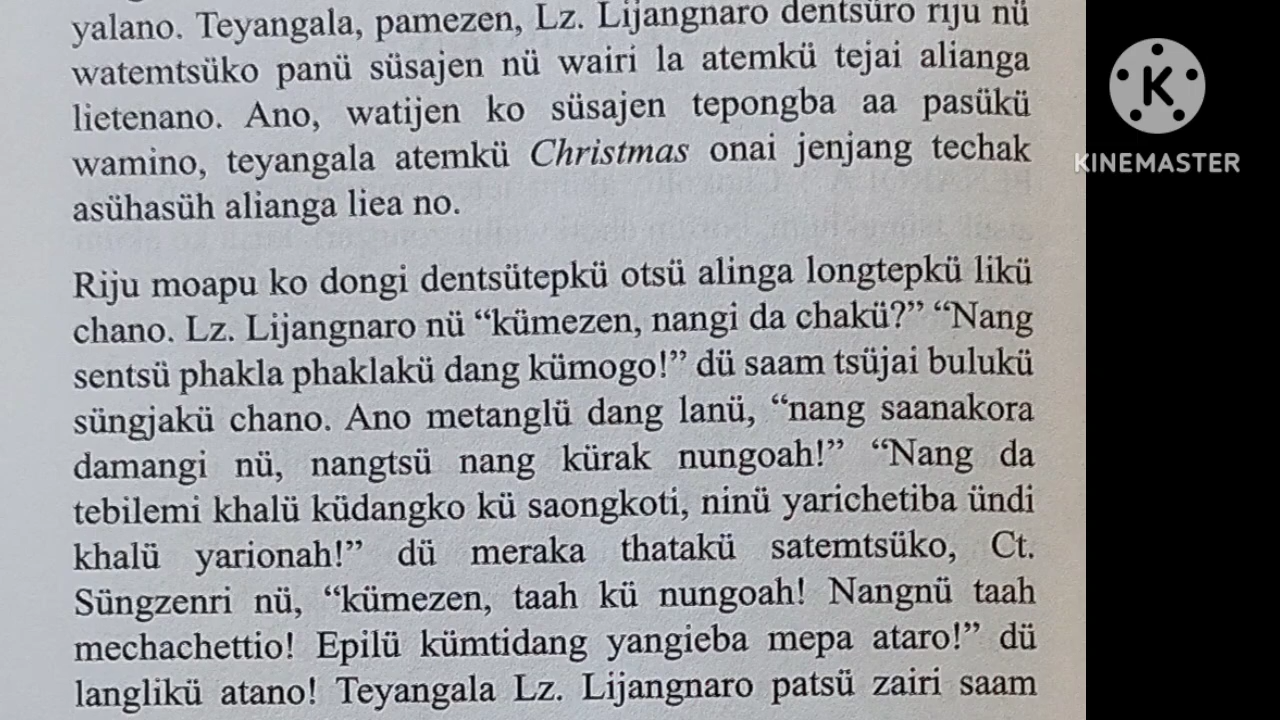 yalano. Teyangala, pamezen, Lz. Lijangnaro dentsüro riju nü
watemtsüko panü süsajen nü wairi la atemkü tejai alianga
lietenano. Ano, watijen ko süsajen tepongba aa pasükü
wamino, teyangala atemkü Christmas onai jenjang techak
asühasüh alianga liea no.
Riju moapu ko dongi dentsütepkü otsü alinga longtepkü likü
chano. Lz. Lijangnaro nü “kümezen, nangi da chakü?” “Nang
sentsü phakla phaklakü dang kümogo!” dü saam tsüjai bulukü
süngjakü chano. Ano metanglü dang lanü, “nang saanakora
damangi nü, nangtsü nang kürak nungoah!” “Nang da
tebilemi khalü küdangko kü saongkoti, ninü yarichetiba ündi
khalü yarionah!” dü meraka thatakü satemtsüko, Ct.
Süngzenri nü, “kümezen, taah kü nungoah! Nangnü taah
mechachettio! Epilü kümtidang yangieba mepa ataro!” dü
langlikü atano! Teyangala Lz. Lijangnaro patsü zairi saam
KINEMASTER